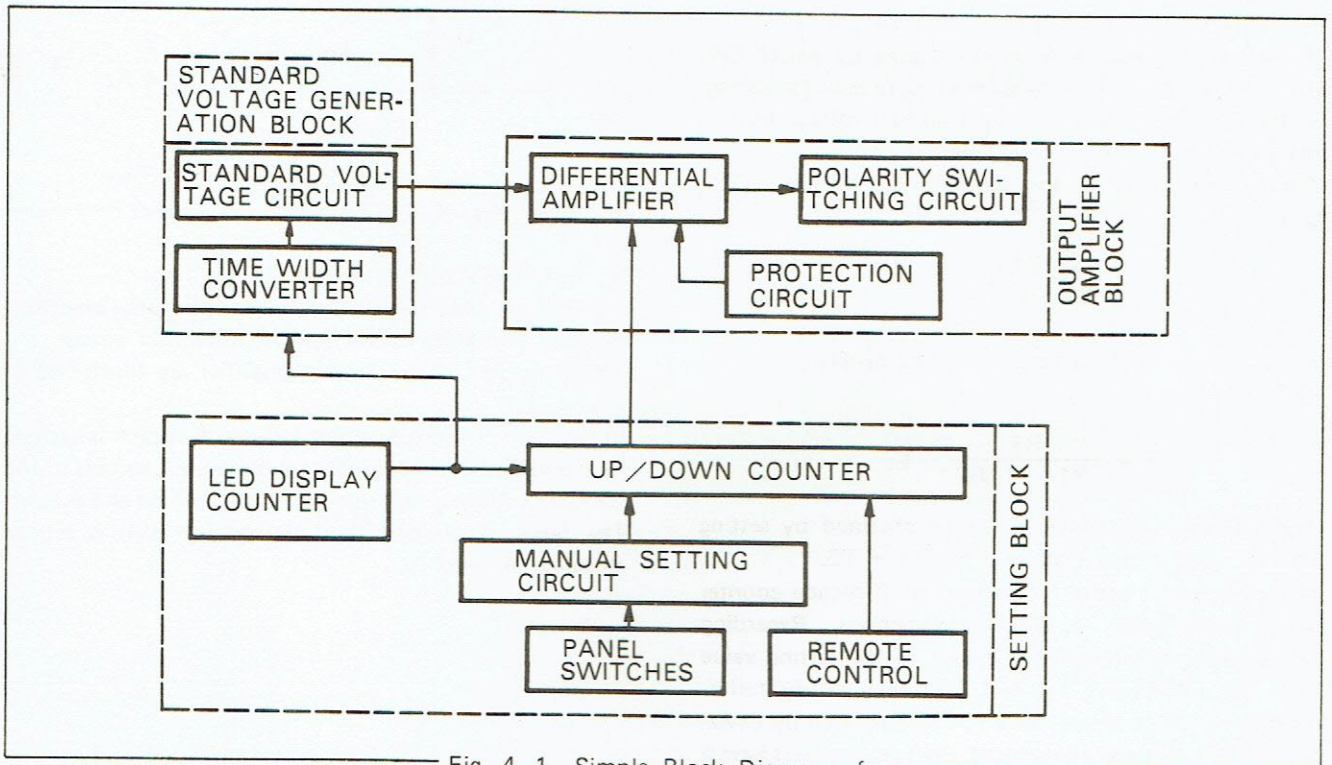 STANDARD
VOLTAGE GENER-
ATION BLOCK
STANDARD VOL-
TAGE CIRCUIT
TIME WIDTH
CONVERTER
DIFFERENTIAL
AMPLIFIER
POLARITY SWI-
TCHING CIRCUIT
PROTECTION
CIRCUIT
OUTPUT
AMPLIFIER
BLOCK
LED DISPLAY
COUNTER
UP/DOWN COUNTER
MANUAL SETTING
CIRCUIT
PANEL
SWITCHES
REMOTE
CONTROL
SETTING BLOCK
Fig. 4-1 Simple Block Diagram of